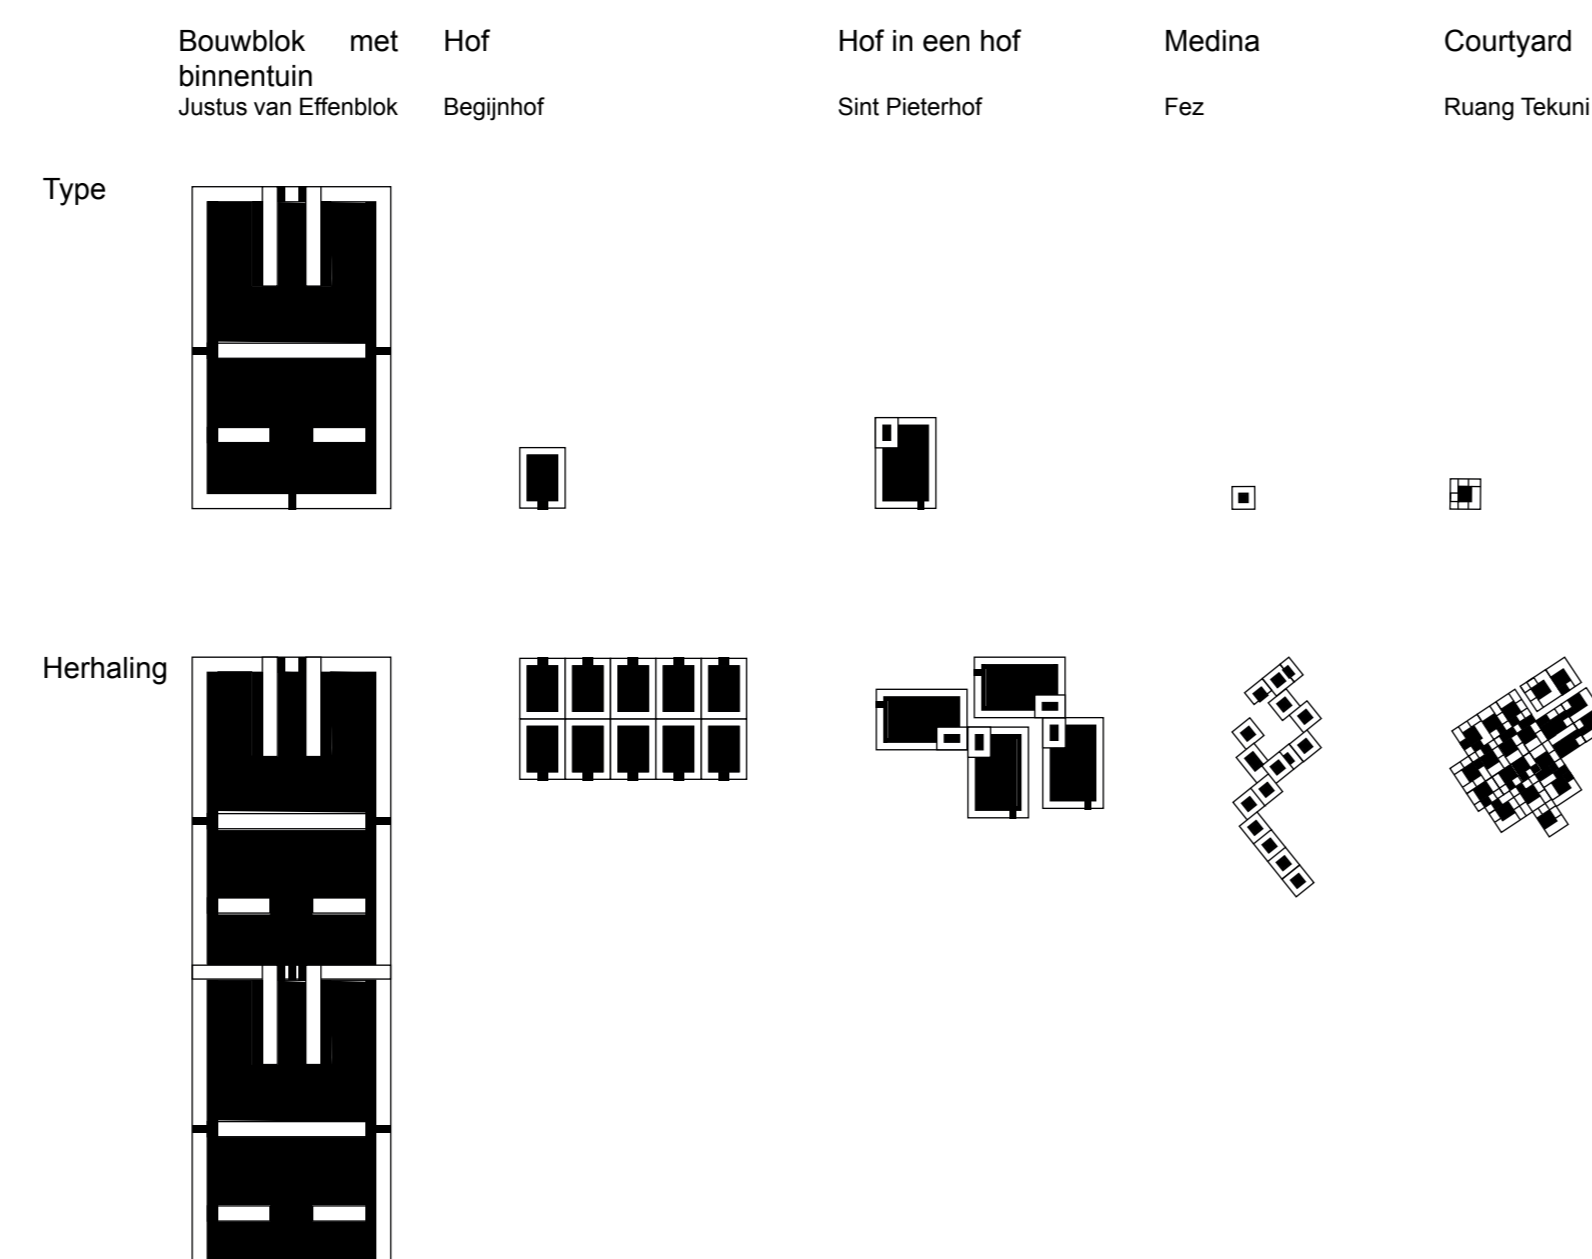 Bouwblok met
binnentuin
Justus van Effenblok
Hof
Begijnhof
Hof in een hof
Sint Pieterhof
Medina
Fez
Courtyard
Ruang Tekuni
Type
Herhaling